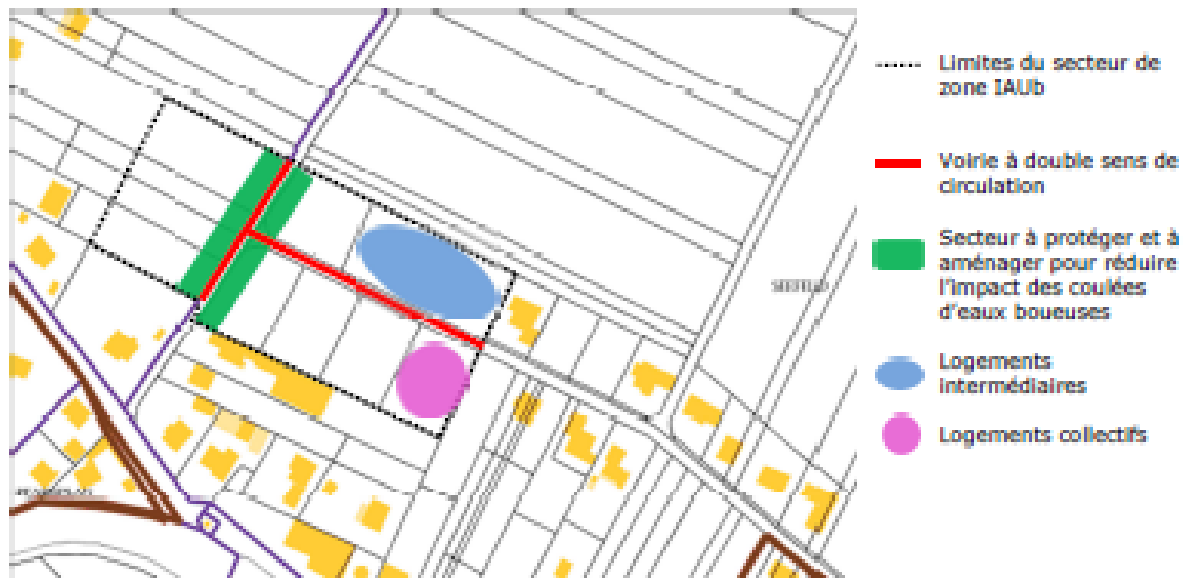 Limites du secteur de
zone IAUb
Voirie à double sens de
circulation
Secteur à protéger et à
aménager pour réduire
l'impact des coulées
d'eaux boueuses
Logements
intermédiaires
Logements collectifs